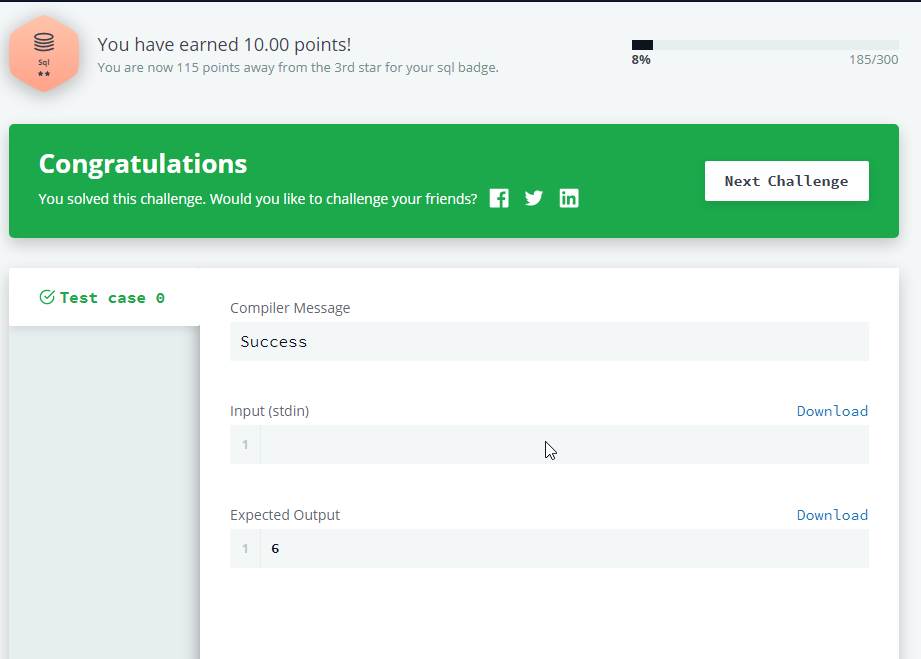 Sql
You have earned 10.00 points!
You are now 115 points away from the 3rd star for your sql badge.
8%
185/300
Congratulations
You solved this challenge. Would you like to challenge your friends?
Next Challenge
Test case 0
Compiler Message
Success
Input (stdin)
Download
1
Expected Output
Download
1
6